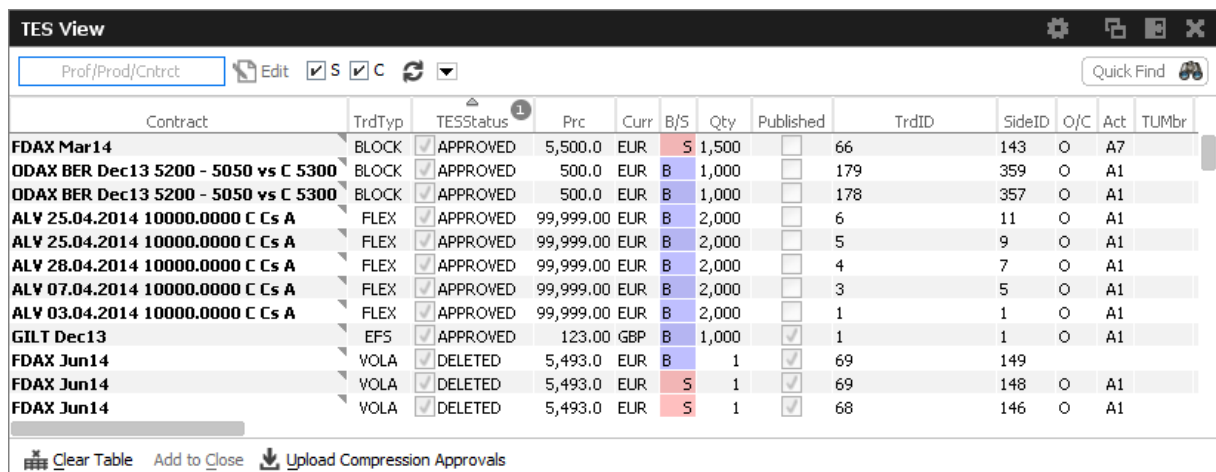 TES View
Prof/Prod/Cntrct Edit S C Quick Find
Contract TrdTyp TESStatus 1 Prc Curr B/S Qty Published TrdID SideID O/C Act TUMbr
FDAX Mar14 BLOCK APPROVED 5,500.0 EUR S 1,500 66 143 O A7
ODAX BER Dec13 5200 - 5050 vs C 5300 BLOCK APPROVED 500.0 EUR B 1,000 179 359 O A1
ODAX BER Dec13 5200 - 5050 vs C 5300 BLOCK APPROVED 500.0 EUR B 1,000 178 357 O A1
ALV 25.04.2014 10000.0000 C Cs A FLEX APPROVED 99,999.00 EUR B 2,000 6 11 O A1
ALV 25.04.2014 10000.0000 C Cs A FLEX APPROVED 99,999.00 EUR B 2,000 5 9 O A1
ALV 28.04.2014 10000.0000 C Cs A FLEX APPROVED 99,999.00 EUR B 2,000 4 7 O A1
ALV 07.04.2014 10000.0000 C Cs A FLEX APPROVED 99,999.00 EUR B 2,000 3 5 O A1
ALV 03.04.2014 10000.0000 C Cs A FLEX APPROVED 99,999.00 EUR B 2,000 1 1 O A1
GILT Dec13 EFS APPROVED 123.00 GBP B 1,000 1 1 O A1
FDAX Jun14 VOLA DELETED 5,493.0 EUR B 1 69 149
FDAX Jun14 VOLA DELETED 5,493.0 EUR S 1 69 148 O A1
FDAX Jun14 VOLA DELETED 5,493.0 EUR S 1 68 146 O A1
Clear Table Add to Close Upload Compression Approvals